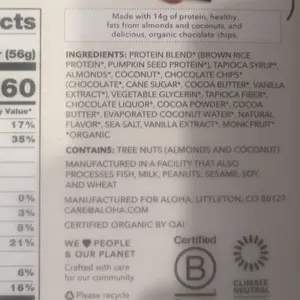 Made with 14g of protein, healthy
fats from almonds and coconuts, and
delicious, organic chocolate chips.
cts
(56g)
60
Value*
17%
35%
0%
3%
8%
21%
6%
16%
INGREDIENTS: PROTEIN BLEND* (BROWN RICE
PROTEIN*, PUMPKIN SEED PROTEIN*), TAPIOCA SYRUP*,
ALMONDS*, COCONUT*, CHOCOLATE CHIPS*
(CHOCOLATE*, CANE SUGAR*, COCOA BUTTER*, VANILLA
EXTRACT*), VEGETABLE GLYCERIN*, TAPIOCA FIBER*,
CHOCOLATE LIQUOR*, COCOA POWDER*, COCOA
BUTTER*, EVAPORATED COCONUT WATER*, NATURAL
FLAVOR*, SEA SALT, VANILLA EXTRACT*, MONK FRUIT*
*ORGANIC
CONTAINS: TREE NUTS (ALMONDS AND COCONUT)
MANUFACTURED IN A FACILITY THAT ALSO
PROCESSES FISH, MILK, PEANUTS, SESAME, SOY,
AND WHEAT
MANUFACTURED FOR ALOHA, LITTLETON, CO 80127
CARE@ALOHA.COM
CERTIFIED ORGANIC BY QAI
WE ♥ PEOPLE
& OUR PLANET
Crafted with care
for our community
Please recycle
Certified
B
CLIMATE
NEUTRAL